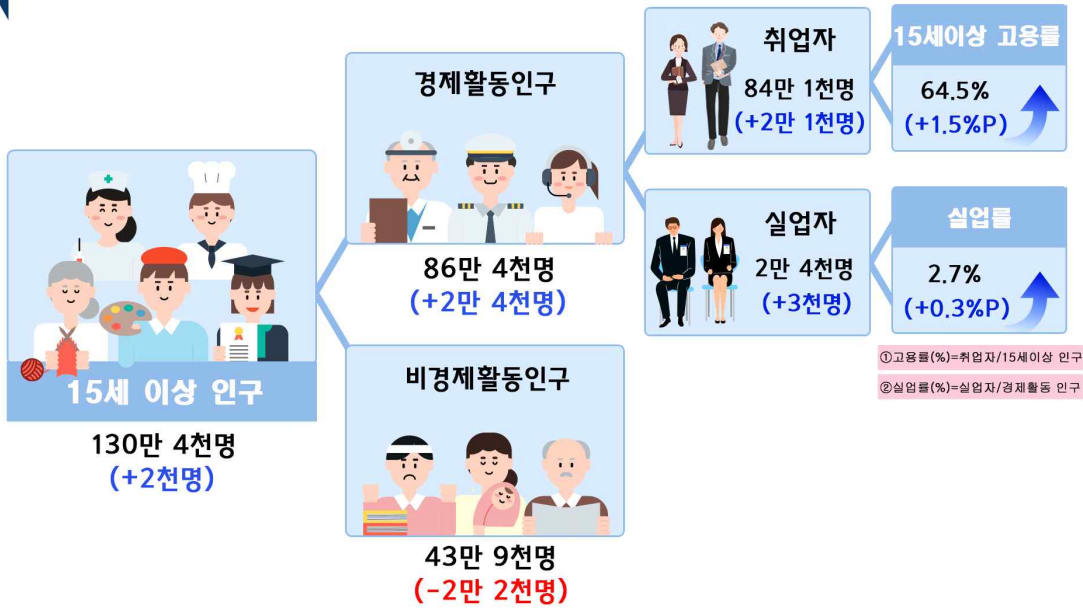 15세 이상 인구
130만 4천명
(+2천명)
경제활동인구
86만 4천명
(+2만 4천명)
비경제활동인구
43만 9천명
(-2만 2천명)
취업자
84만 1천명
(+2만 1천명)
15세이상 고용률
64.5%
(+1.5%P)
실업자
2만 4천명
(+3천명)
실업률
2.7%
(+0.3%P)
①고용률(%)=취업자/15세이상 인구
②실업률(%)=실업자/경제활동 인구